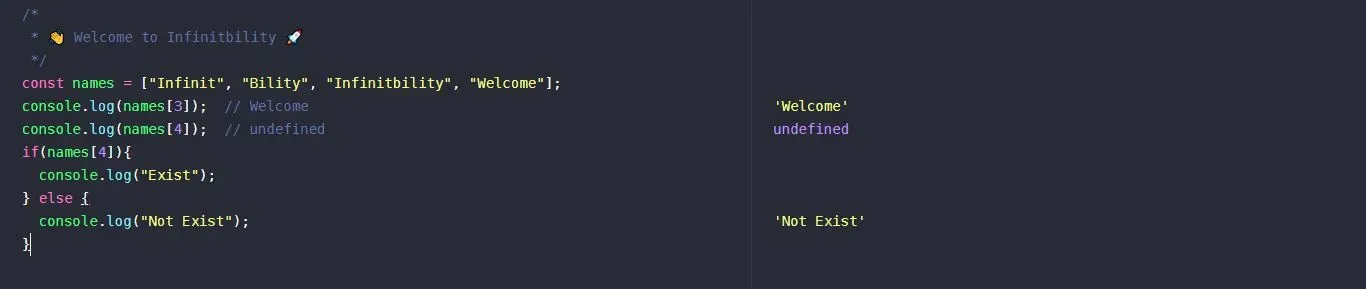 /*
 * 👋 Welcome to Infinitbility 🚀
 */
const names = ["Infinit", "Bility", "Infinitbility", "Welcome"];
console.log(names[3]);  // Welcome
'Welcome'
console.log(names[4]);  // undefined
undefined
if(names[4]){
  console.log("Exist");
} else {
  console.log("Not Exist");
'Not Exist'
}